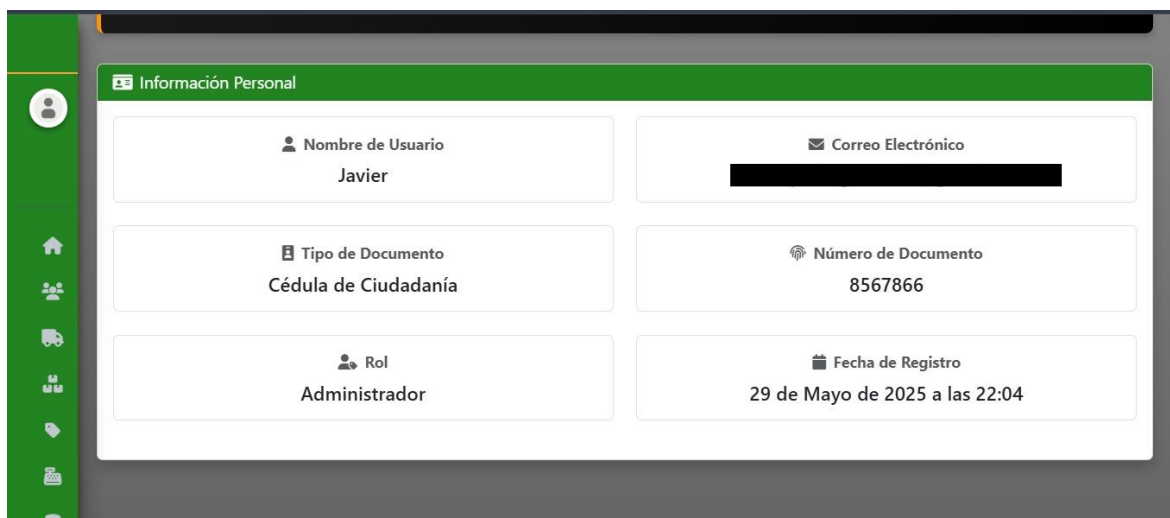 Información Personal
Nombre de Usuario
Javier
Correo Electrónico
Tipo de Documento
Cédula de Ciudadanía
Número de Documento
8567866
Rol
Administrador
Fecha de Registro
29 de Mayo de 2025 a las 22:04